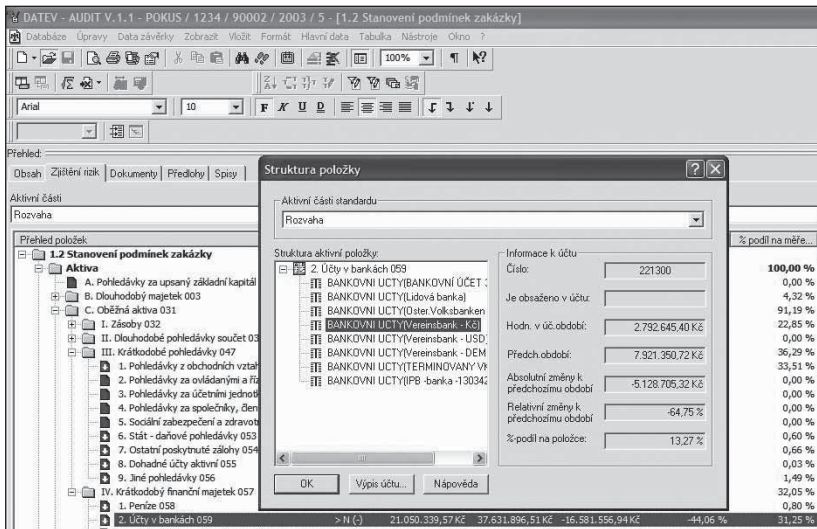 DATEV - AUDIT V.1.1 - POKUS / 1234 / 90002 / 2003 / 5 - [1.2 Stanovení podmínek zakázky]
Databáze Úpravy Data závěrky Zobrazit Vložit Formát Hlavní data Tabulka Nástroje Okno ?
100%
Arial 10 F K U D
Přehled:
Obsah Zjištění rizik Dokumenty Předlohy Spisy
Aktivní části
Rozvaha
Přehled položek % podíl na měře...
1.2 Stanovení podmínek zakázky
Aktiva 100,00 %
A. Pohledávky za upsaný základní kapitál 0,00 %
B. Dlouhodobý majetek 003 4,32 %
C. Oběžná aktiva 031 91,19 %
I. Zásoby 032 22,85 %
II. Dlouhodobé pohledávky součet 03 0,00 %
III. Krátkodobé pohledávky 047 36,29 %
1. Pohledávky z obchodních vztah 33,51 %
2. Pohledávky za ovládanými a říz 0,00 %
3. Pohledávky za účetními jednotk 0,00 %
4. Pohledávky za společníky, člen 0,00 %
5. Sociální zabezpečení a zdravot 0,00 %
6. Stát - daňové pohledávky 053 0,60 %
7. Ostatní poskytnuté zálohy 054 0,66 %
8. Dohadné účty aktivní 055 0,03 %
9. Jiné pohledávky 056 1,49 %
IV. Krátkodobý finanční majetek 057 32,05 %
1. Peníze 058 0,80 %
2. Účty v bankách 059 > N (-) 21.050.339,57 Kč 37.631.896,51 Kč -16.581.556,94 Kč -44,06 % 31,25 %
Struktura položky
Aktivní části standardu
Rozvaha
Struktura aktivní položky:
2. Účty v bankách 059
BANKOVNI UCTY(BANKOVNÍ ÚČET
BANKOVNI UCTY(Lidová banka)
BANKOVNI UCTY(Oster.Volksbanken
BANKOVNI UCTY(Vereinsbank - Kč)
BANKOVNI UCTY(Vereinsbank - USD)
BANKOVNI UCTY(Vereinsbank - DEM
BANKOVNI UCTY(TERMINOVANY
BANKOVNI UCTY(IPB -banka -130342
Informace k účtu
Číslo: 221300
Je obsaženo v účtu:
Hodn. v úč.období: 2.792.645,40 Kč
Předch.období: 7.921.350,72 Kč
Absolutní změny k
předchozímu období -5.128.705,32 Kč
Relativní změny k
předchozímu období -64,75 %
%-podíl na položce: 13,27 %
OK Výpis účtu... Nápověda